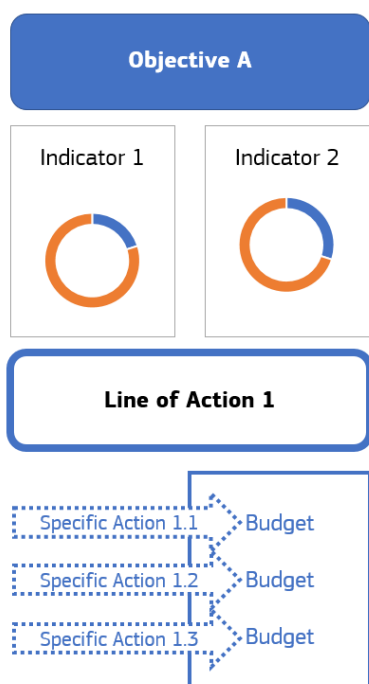 Objective A
Indicator 1
Indicator 2
Line of Action 1
Specific Action 1.1
Budget
Specific Action 1.2
Budget
Specific Action 1.3
Budget